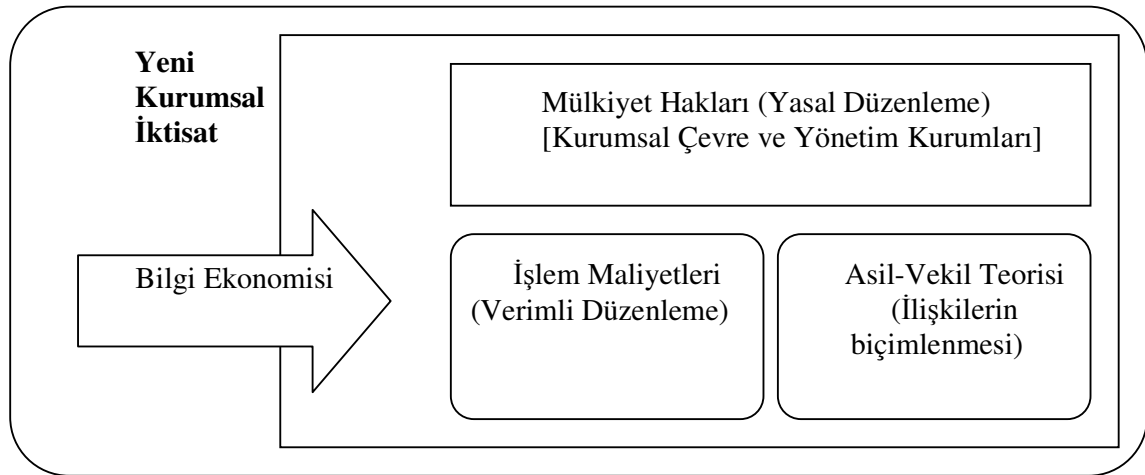 Yeni
Kurumsal
İktisat
Mülkiyet Hakları (Yasal Düzenleme)
[Kurumsal Çevre ve Yönetim Kurumları]
Bilgi Ekonomisi
İşlem Maliyetleri
(Verimli Düzenleme)
Asil-Vekil Teorisi
(İlişkilerin
biçimlenmesi)